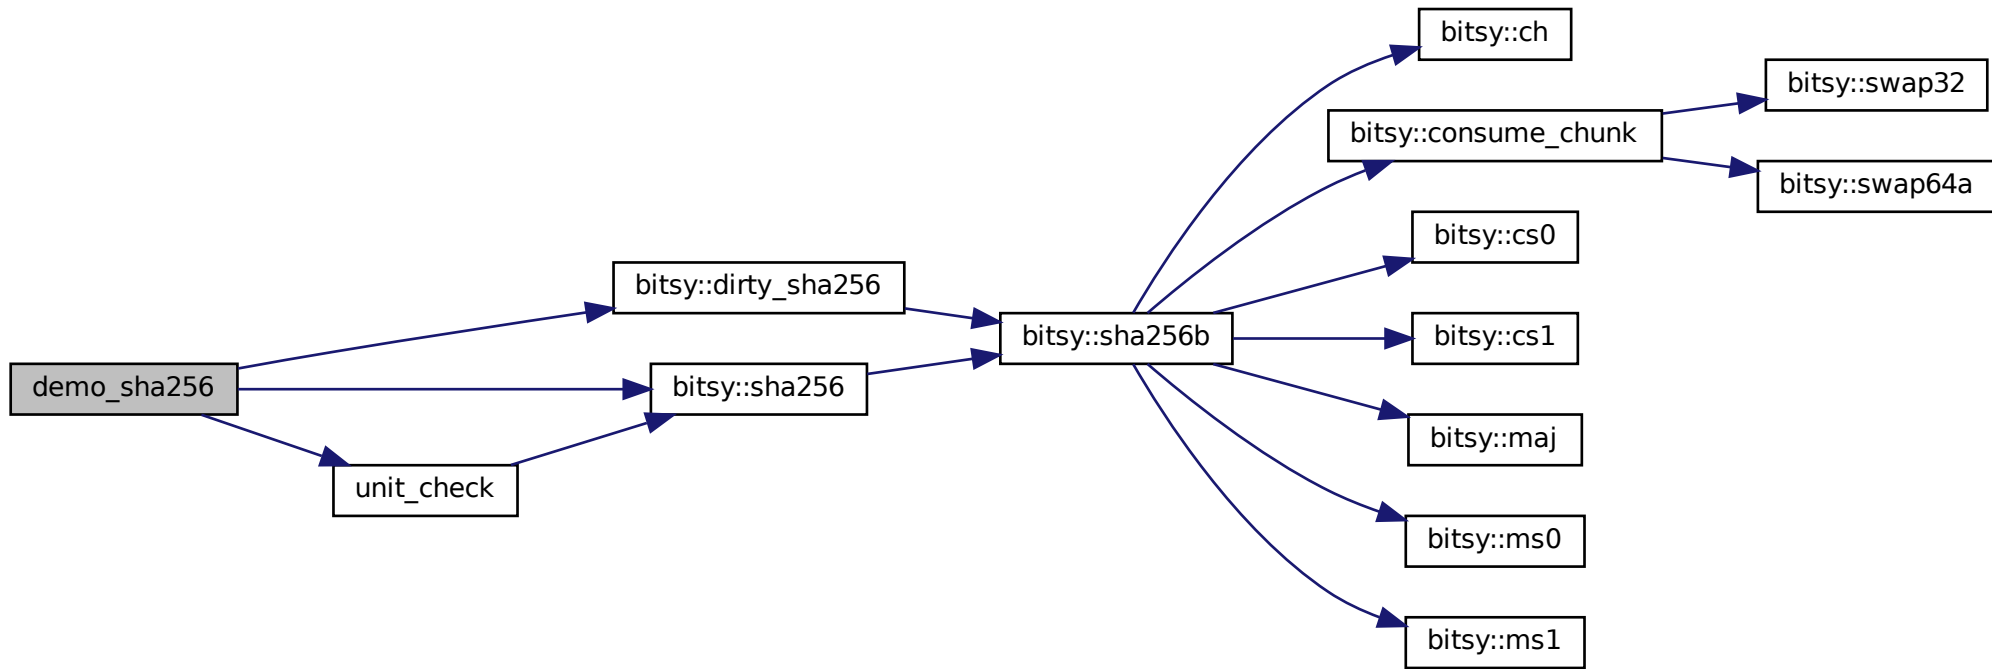 bitsy::ch
bitsy::swap32
bitsy::consume_chunk
bitsy::swap64a
bitsy::cs0
bitsy::dirty_sha256
bitsy::sha256b
bitsy::cs1
demo_sha256
bitsy::sha256
bitsy::maj
unit_check
bitsy::ms0
bitsy::ms1